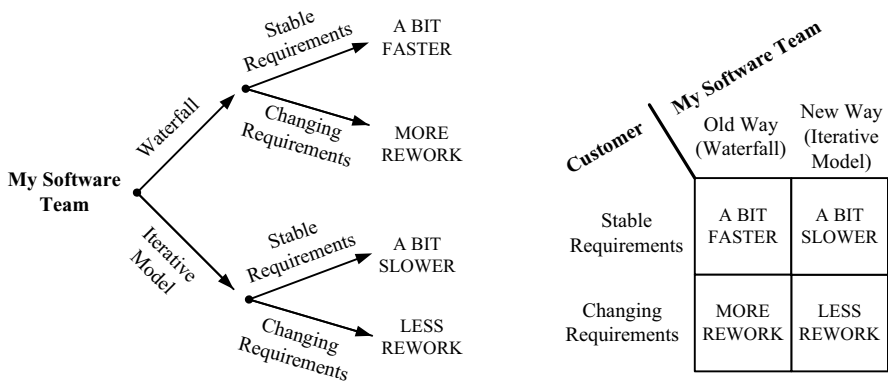 Stable
Requirements
A BIT
FASTER
Waterfall
Changing
Requirements
MORE
REWORK
My Software
Team
Iterative
Model
Stable
Requirements
A BIT
SLOWER
Changing
Requirements
LESS
REWORK
Customer
My Software Team
Old Way
(Waterfall)
New Way
(Iterative
Model)
Stable
Requirements
A BIT
FASTER
A BIT
SLOWER
Changing
Requirements
MORE
REWORK
LESS
REWORK